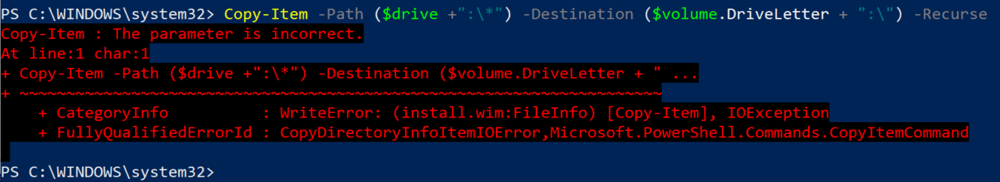 PS C:\WINDOWS\system32> Copy-Item -Path ($drive +":\*") -Destination ($volume.DriveLetter + ":\") -Recurse
Copy-Item : The parameter is incorrect.
At line:1 char:1
+ Copy-Item -Path ($drive +":\*") -Destination ($volume.DriveLetter + " ...
+ ~~~~~~~~~~~~~~~~~~~~~~~~~~~~~~~~~~~~~~~~~~~~~~~~~~~~~~~~~~~~~~~~~~~~~
    + CategoryInfo          : WriteError: (install.wim:FileInfo) [Copy-Item], IOException
    + FullyQualifiedErrorId : CopyDirectoryInfoItemIOError,Microsoft.PowerShell.Commands.CopyItemCommand
PS C:\WINDOWS\system32>